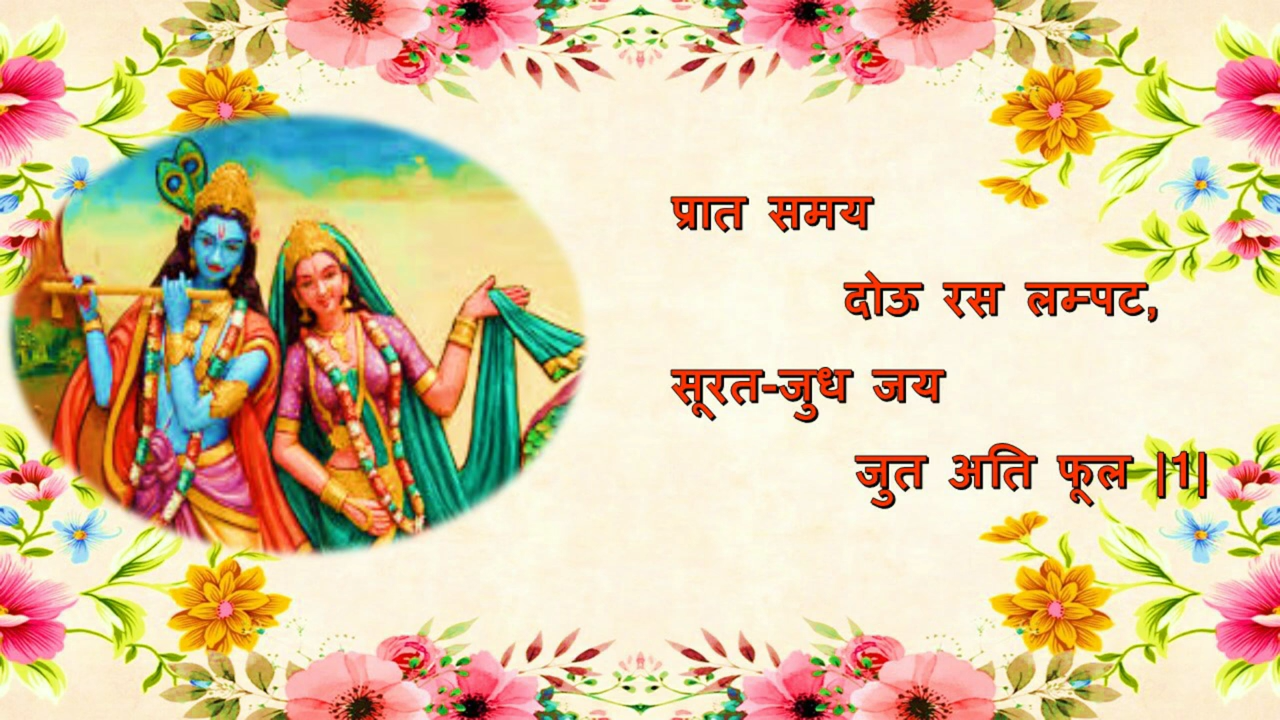 प्रात समय
दोऊ रस लम्पट,
सूरत-जुध जय
जुत अति फूल |1|